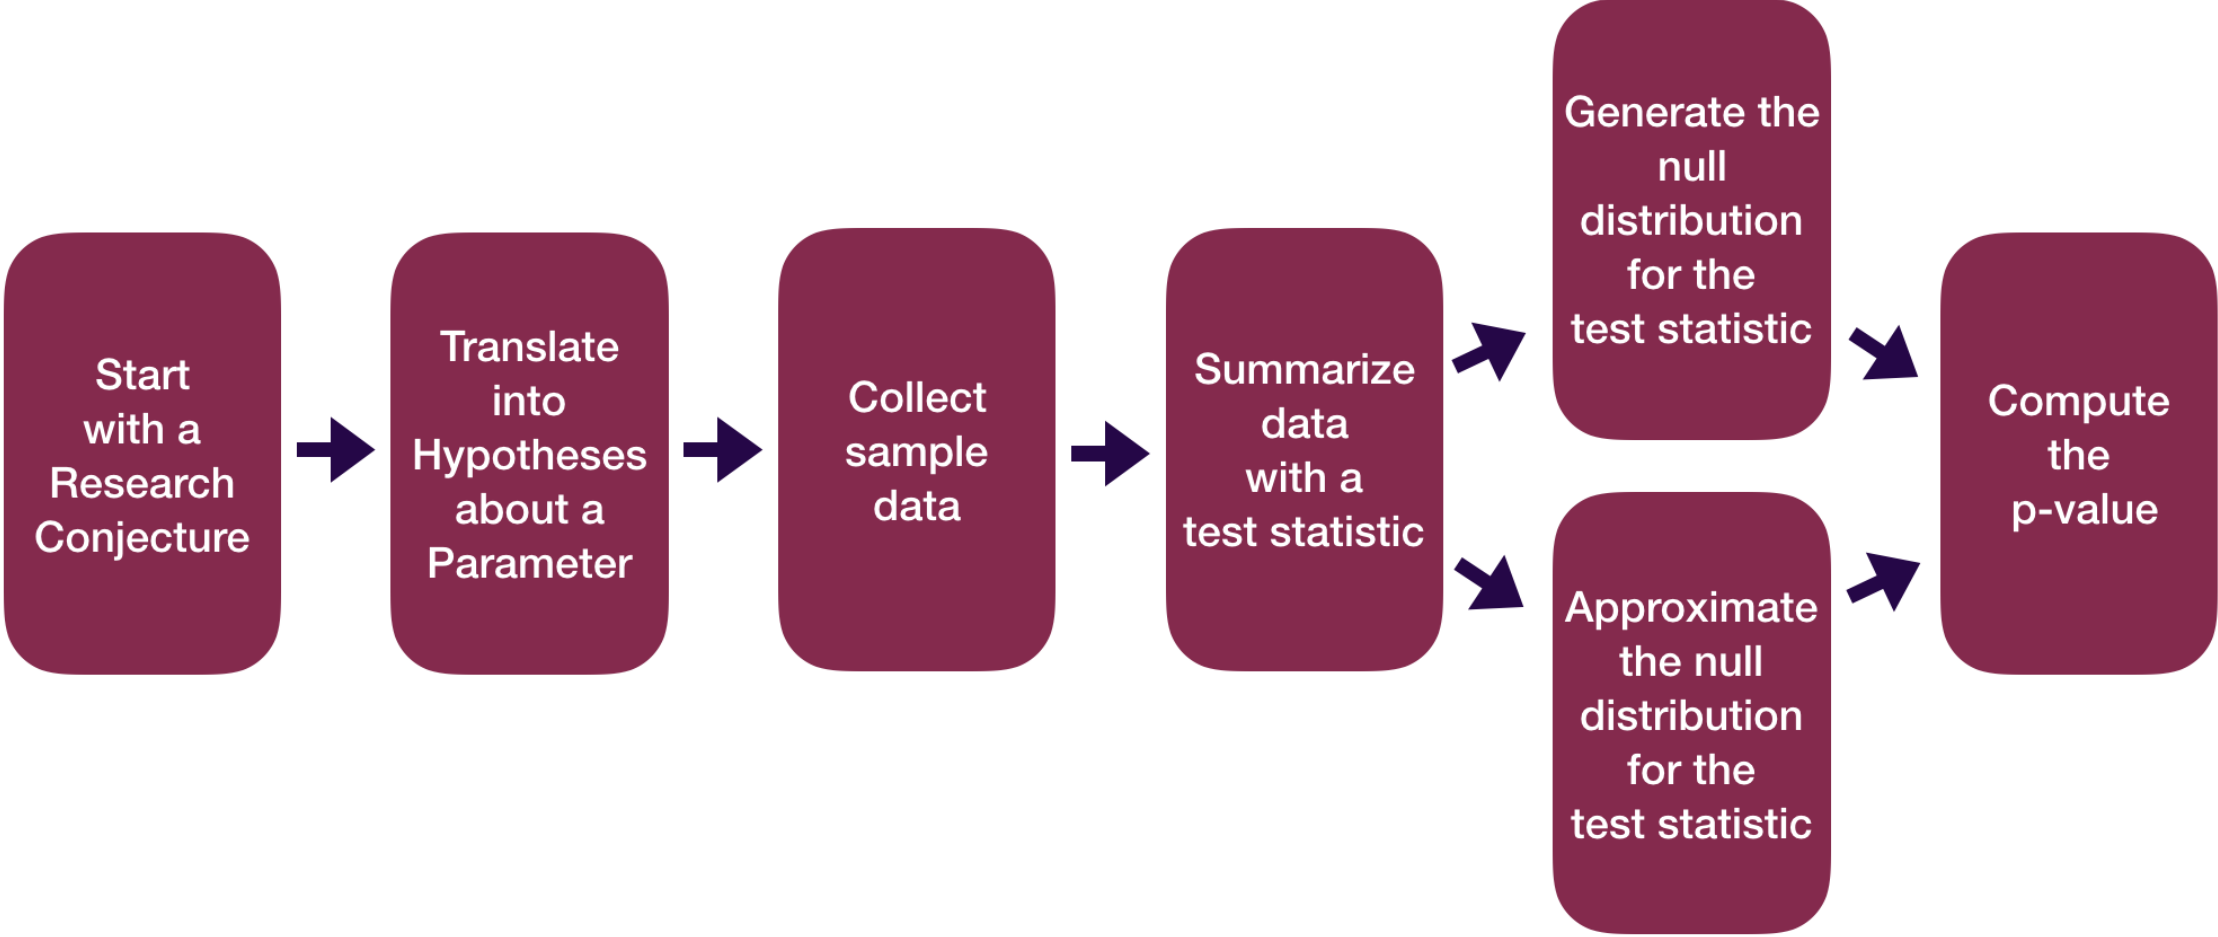 Start
with a
Research
Conjecture
Translate
into
Hypotheses
about a
Parameter
Collect
sample
data
Summarize
data
with a
test statistic
Generate the
null
distribution
for the
test statistic
Approximate
the null
distribution
for the
test statistic
Compute
the
p-value